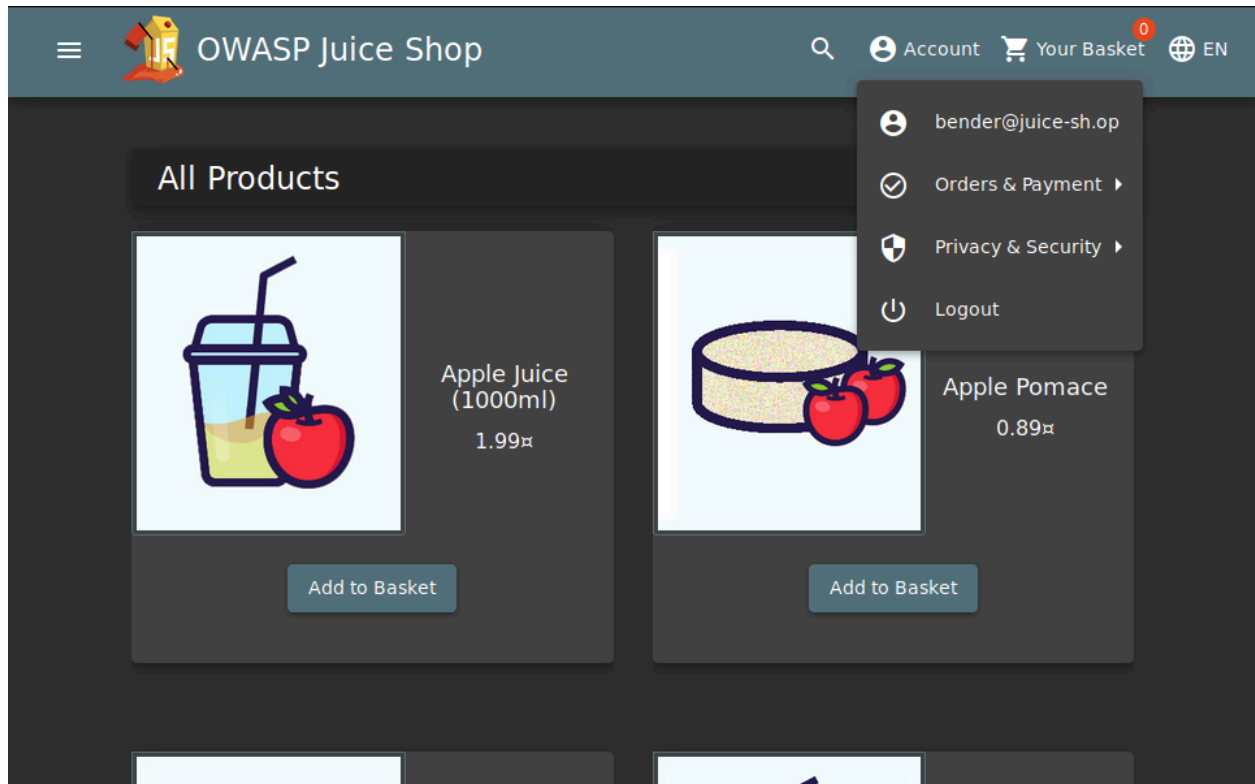 OWASP Juice Shop
Account
Your Basket
0
EN
bender@juice-sh.op
Orders & Payment
Privacy & Security
Logout
All Products
Apple Juice
(1000ml)
1.99¤
Add to Basket
Apple Pomace
0.89¤
Add to Basket